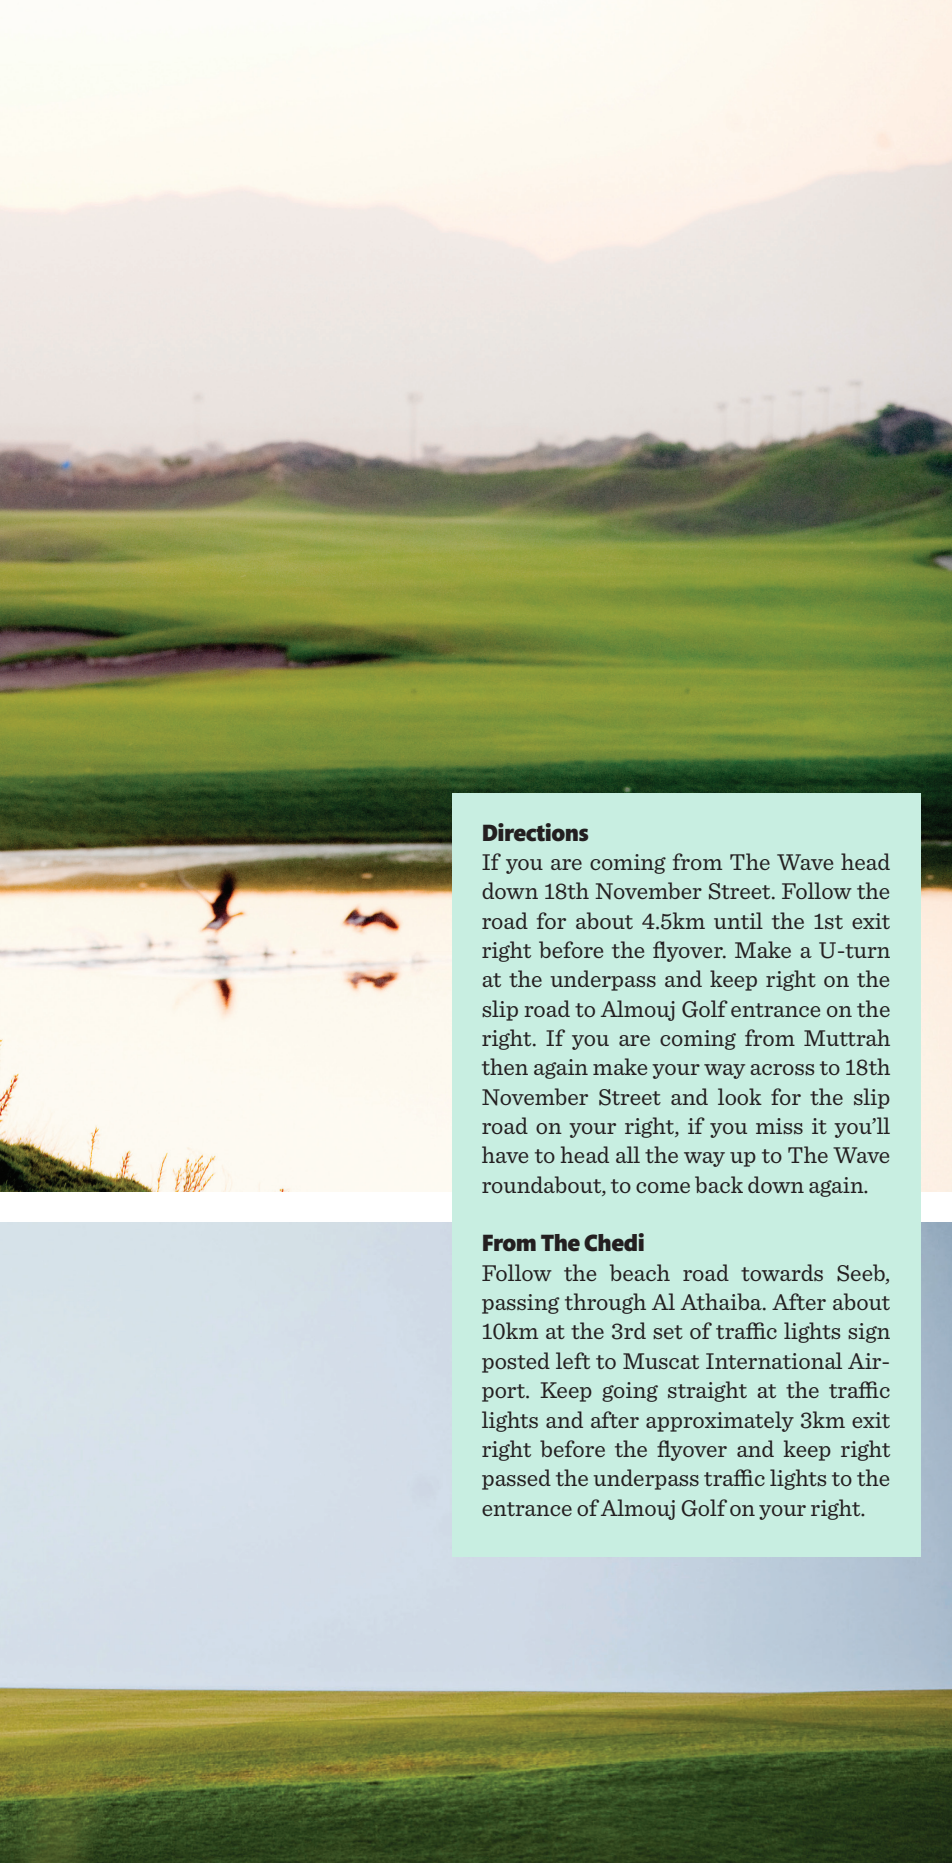 Directions
If you are coming from The Wave head
down 18th November Street. Follow the
road for about 4.5km until the 1st exit
right before the flyover. Make a U-turn
at the underpass and keep right on the
slip road to Almouj Golf entrance on the
right. If you are coming from Muttrah
then again make your way across to 18th
November Street and look for the slip
road on your right, if you miss it you’ll
have to head all the way up to The Wave
roundabout, to come back down again.
From The Chedi
Follow the beach road towards Seeb,
passing through Al Athaiba. After about
10km at the 3rd set of traffic lights sign
posted left to Muscat International Air-
port. Keep going straight at the traffic
lights and after approximately 3km exit
right before the flyover and keep right
passed the underpass traffic lights to the
entrance of Almouj Golf on your right.